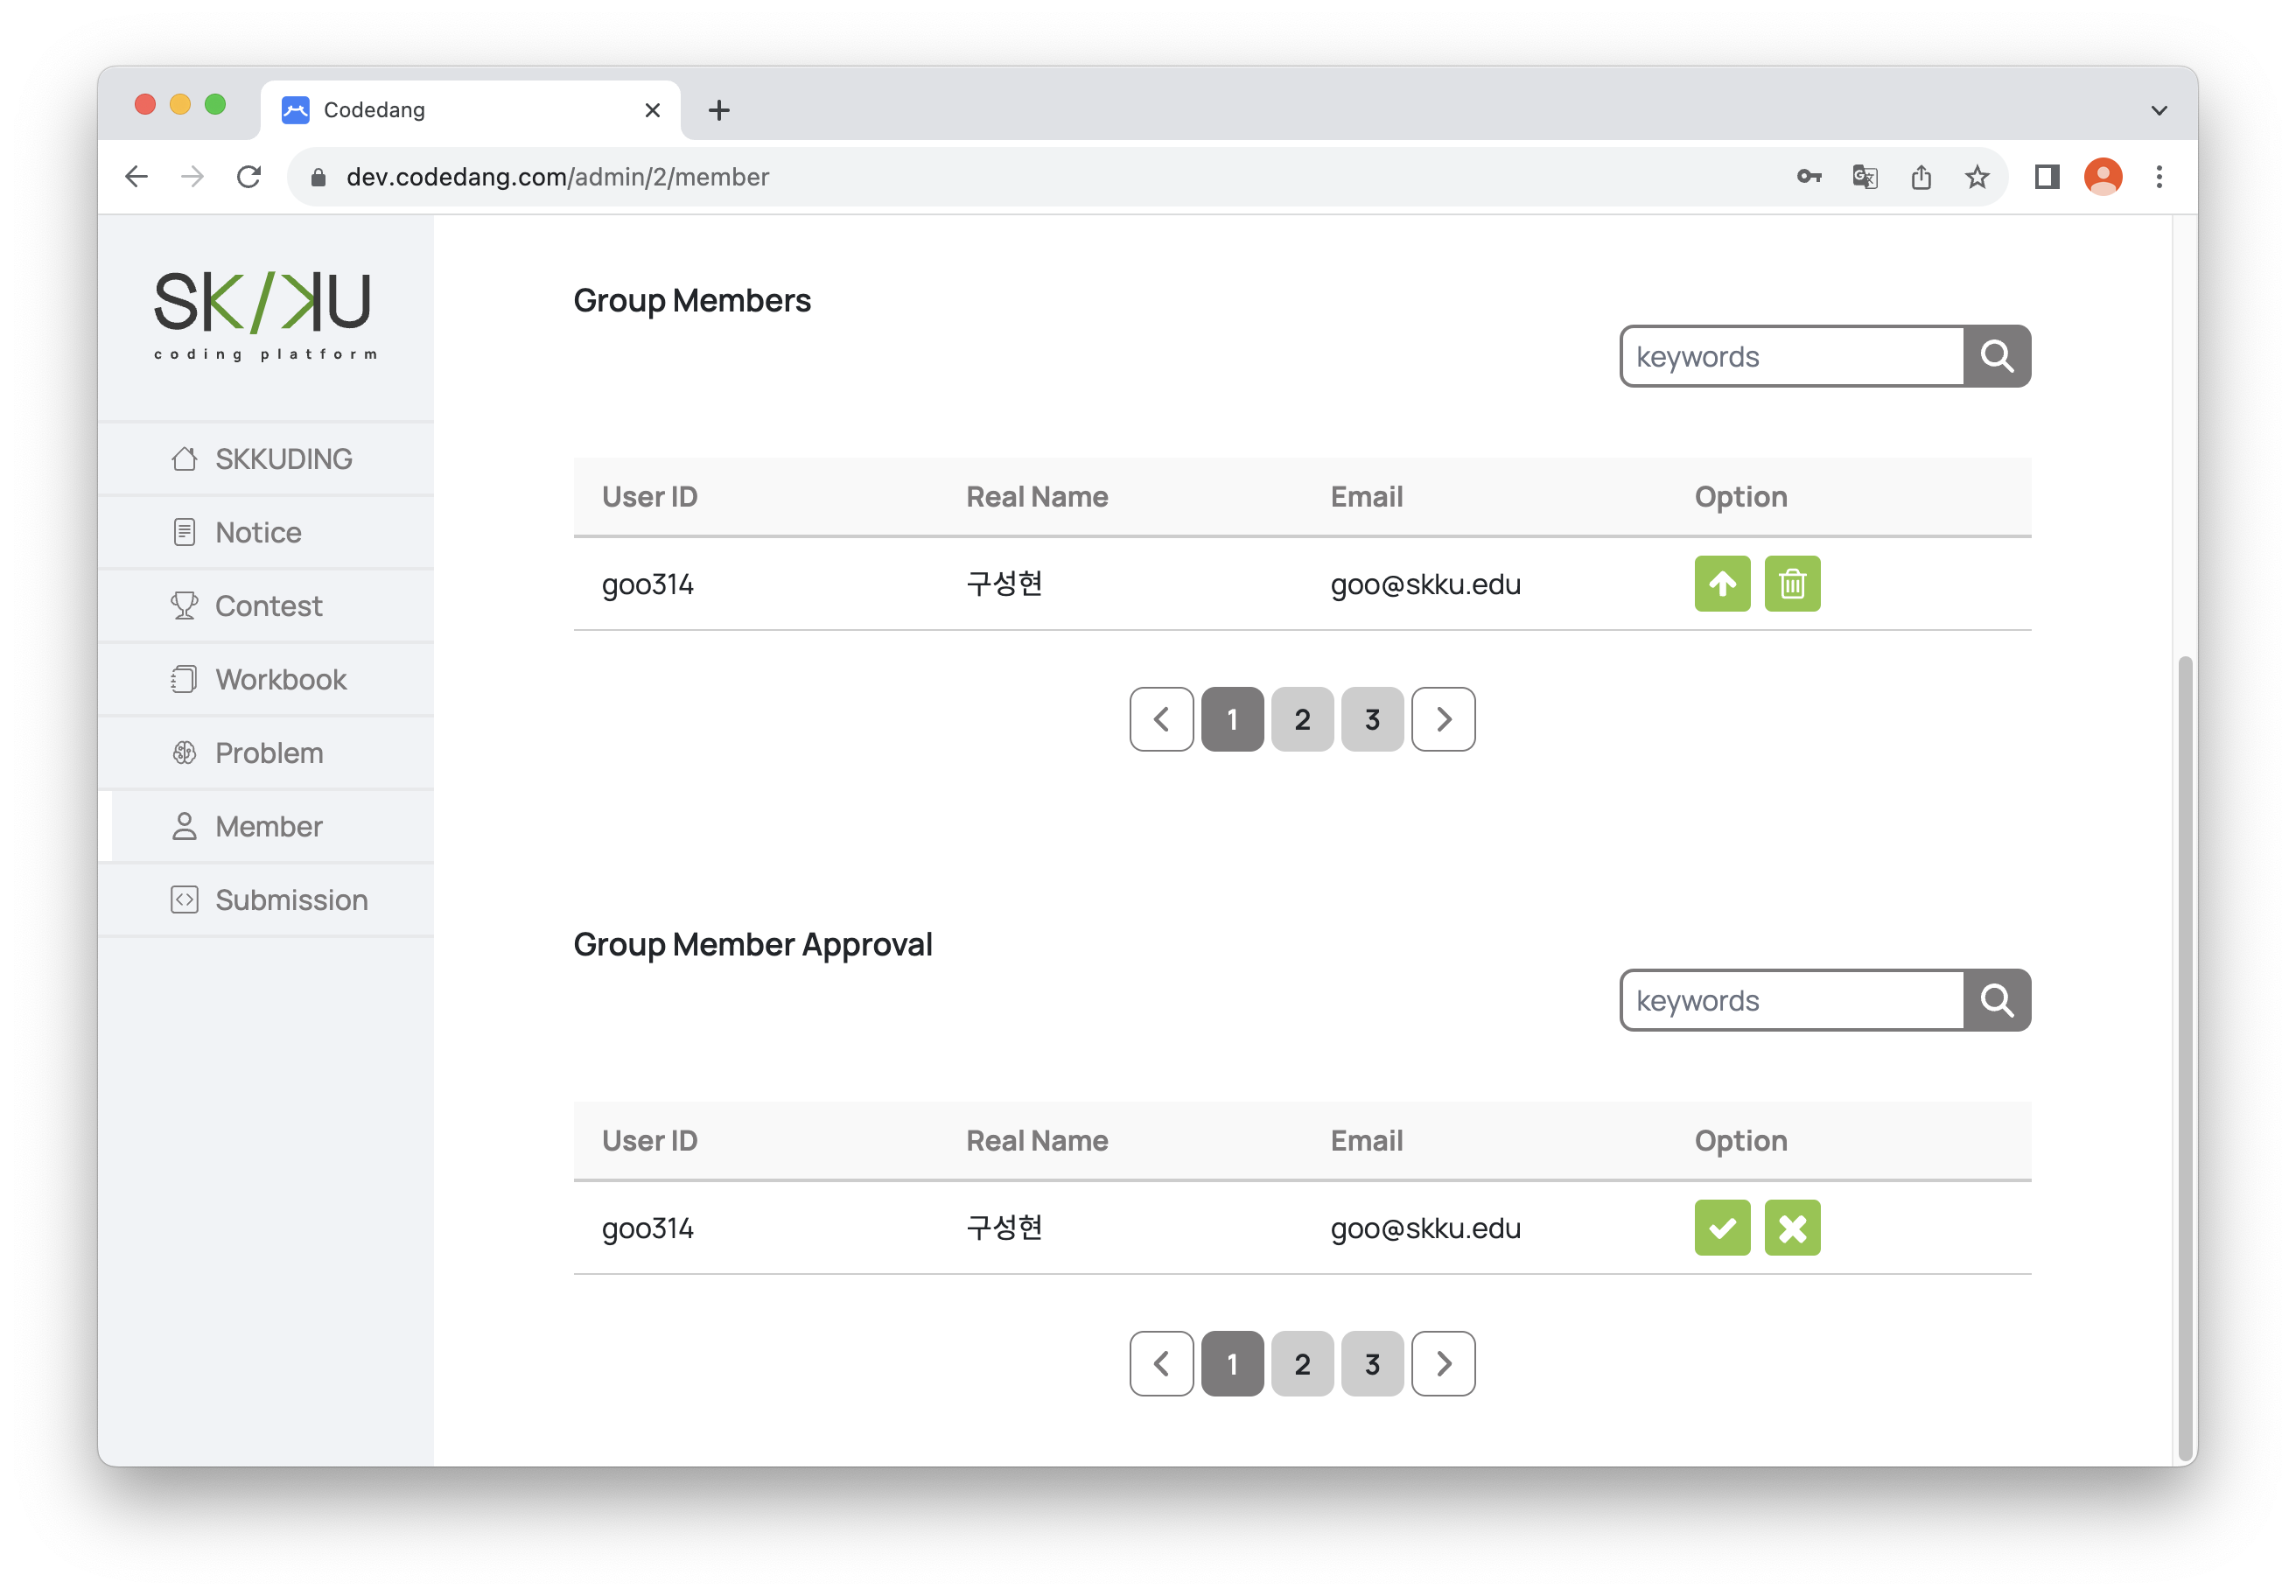 Codedang
dev.codedang.com/admin/2/member
SK/KU
coding platform
SKKUDING
Notice
Contest
Workbook
Problem
Member
Submission
Group Members
keywords
User ID Real Name Email Option
goo314 구성현 goo@skku.edu
1 2 3
Group Member Approval
keywords
User ID Real Name Email Option
goo314 구성현 goo@skku.edu
1 2 3